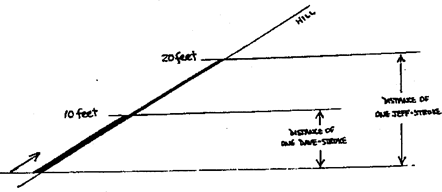 HILL
20 feet
10 feet
DISTANCE OF
ONE DAVE-STROKE
DISTANCE OF
ONE JEFF-STROKE